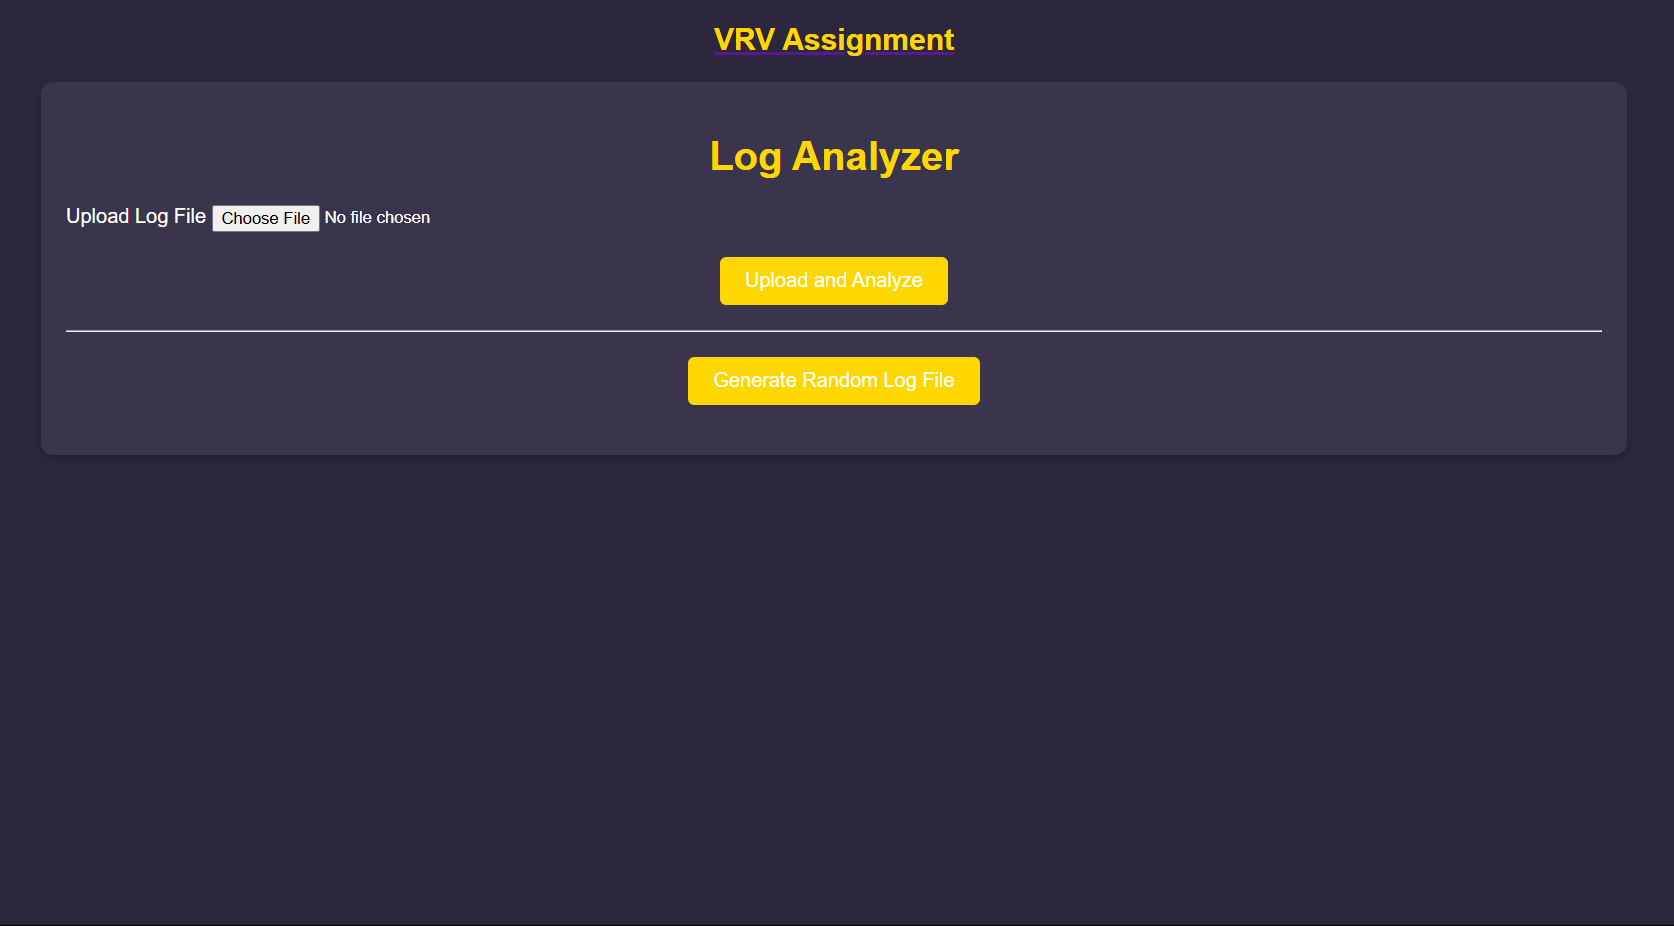 VRV Assignment
Log Analyzer
Upload Log File Choose File No file chosen
Upload and Analyze
Generate Random Log File